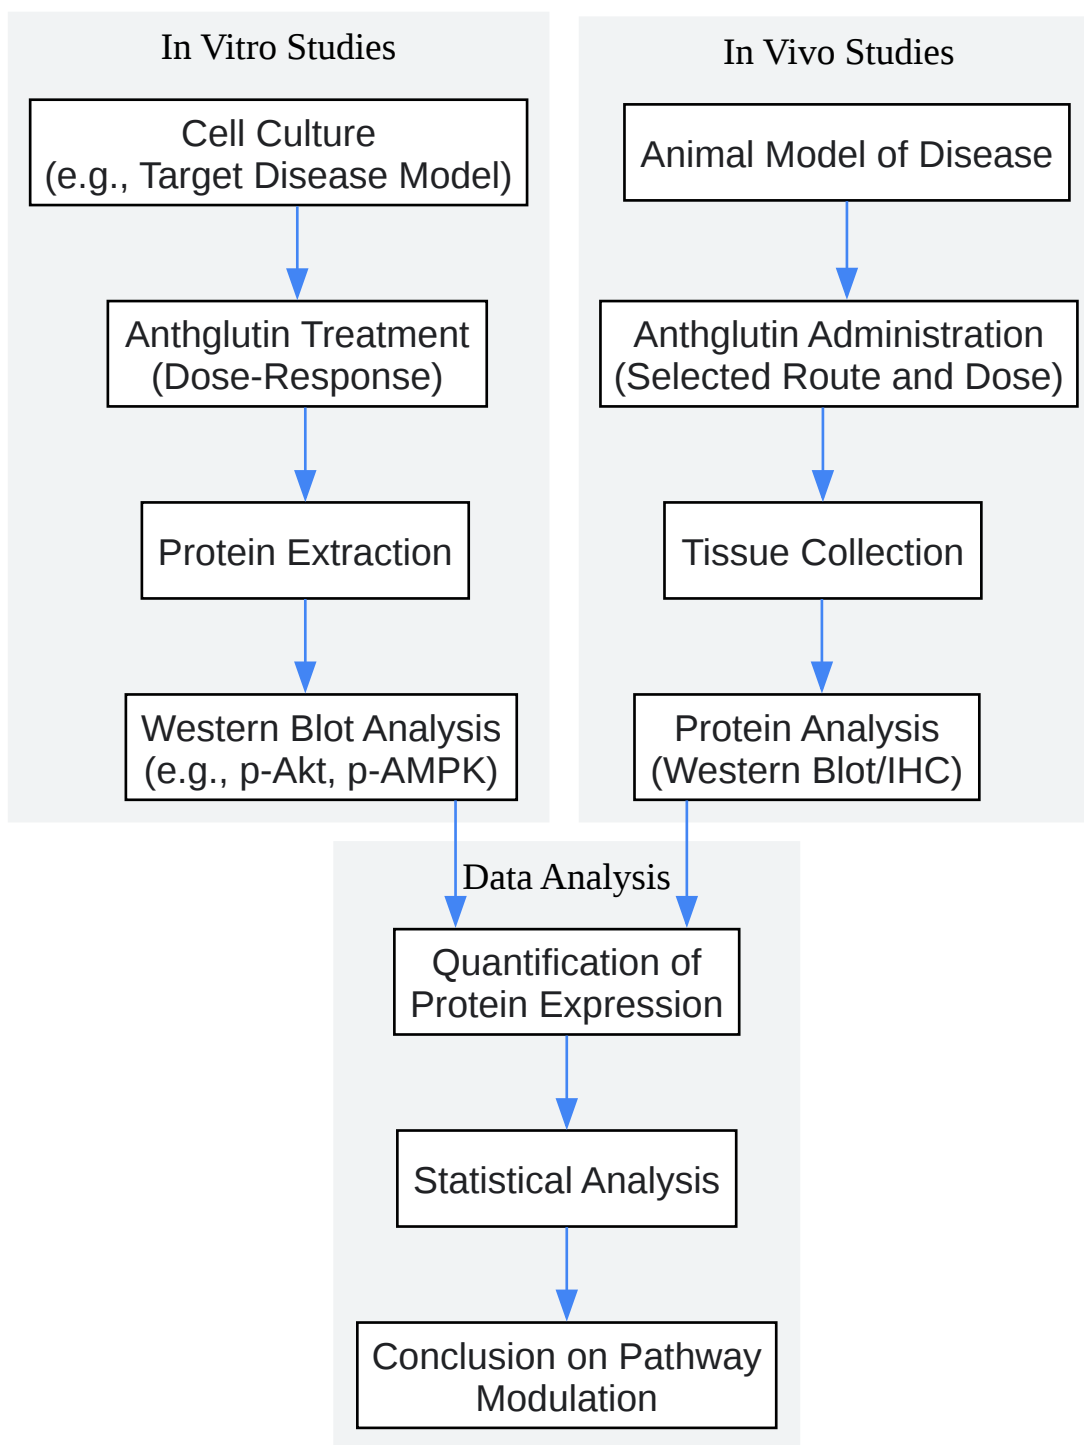 In Vitro Studies
Cell Culture
(e.g., Target Disease Model)
Anthglutin Treatment
(Dose-Response)
Protein Extraction
Western Blot Analysis
(e.g., p-Akt, p-AMPK)
In Vivo Studies
Animal Model of Disease
Anthglutin Administration
(Selected Route and Dose)
Tissue Collection
Protein Analysis
(Western Blot/IHC)
Data Analysis
Quantification of
Protein Expression
Statistical Analysis
Conclusion on Pathway
Modulation